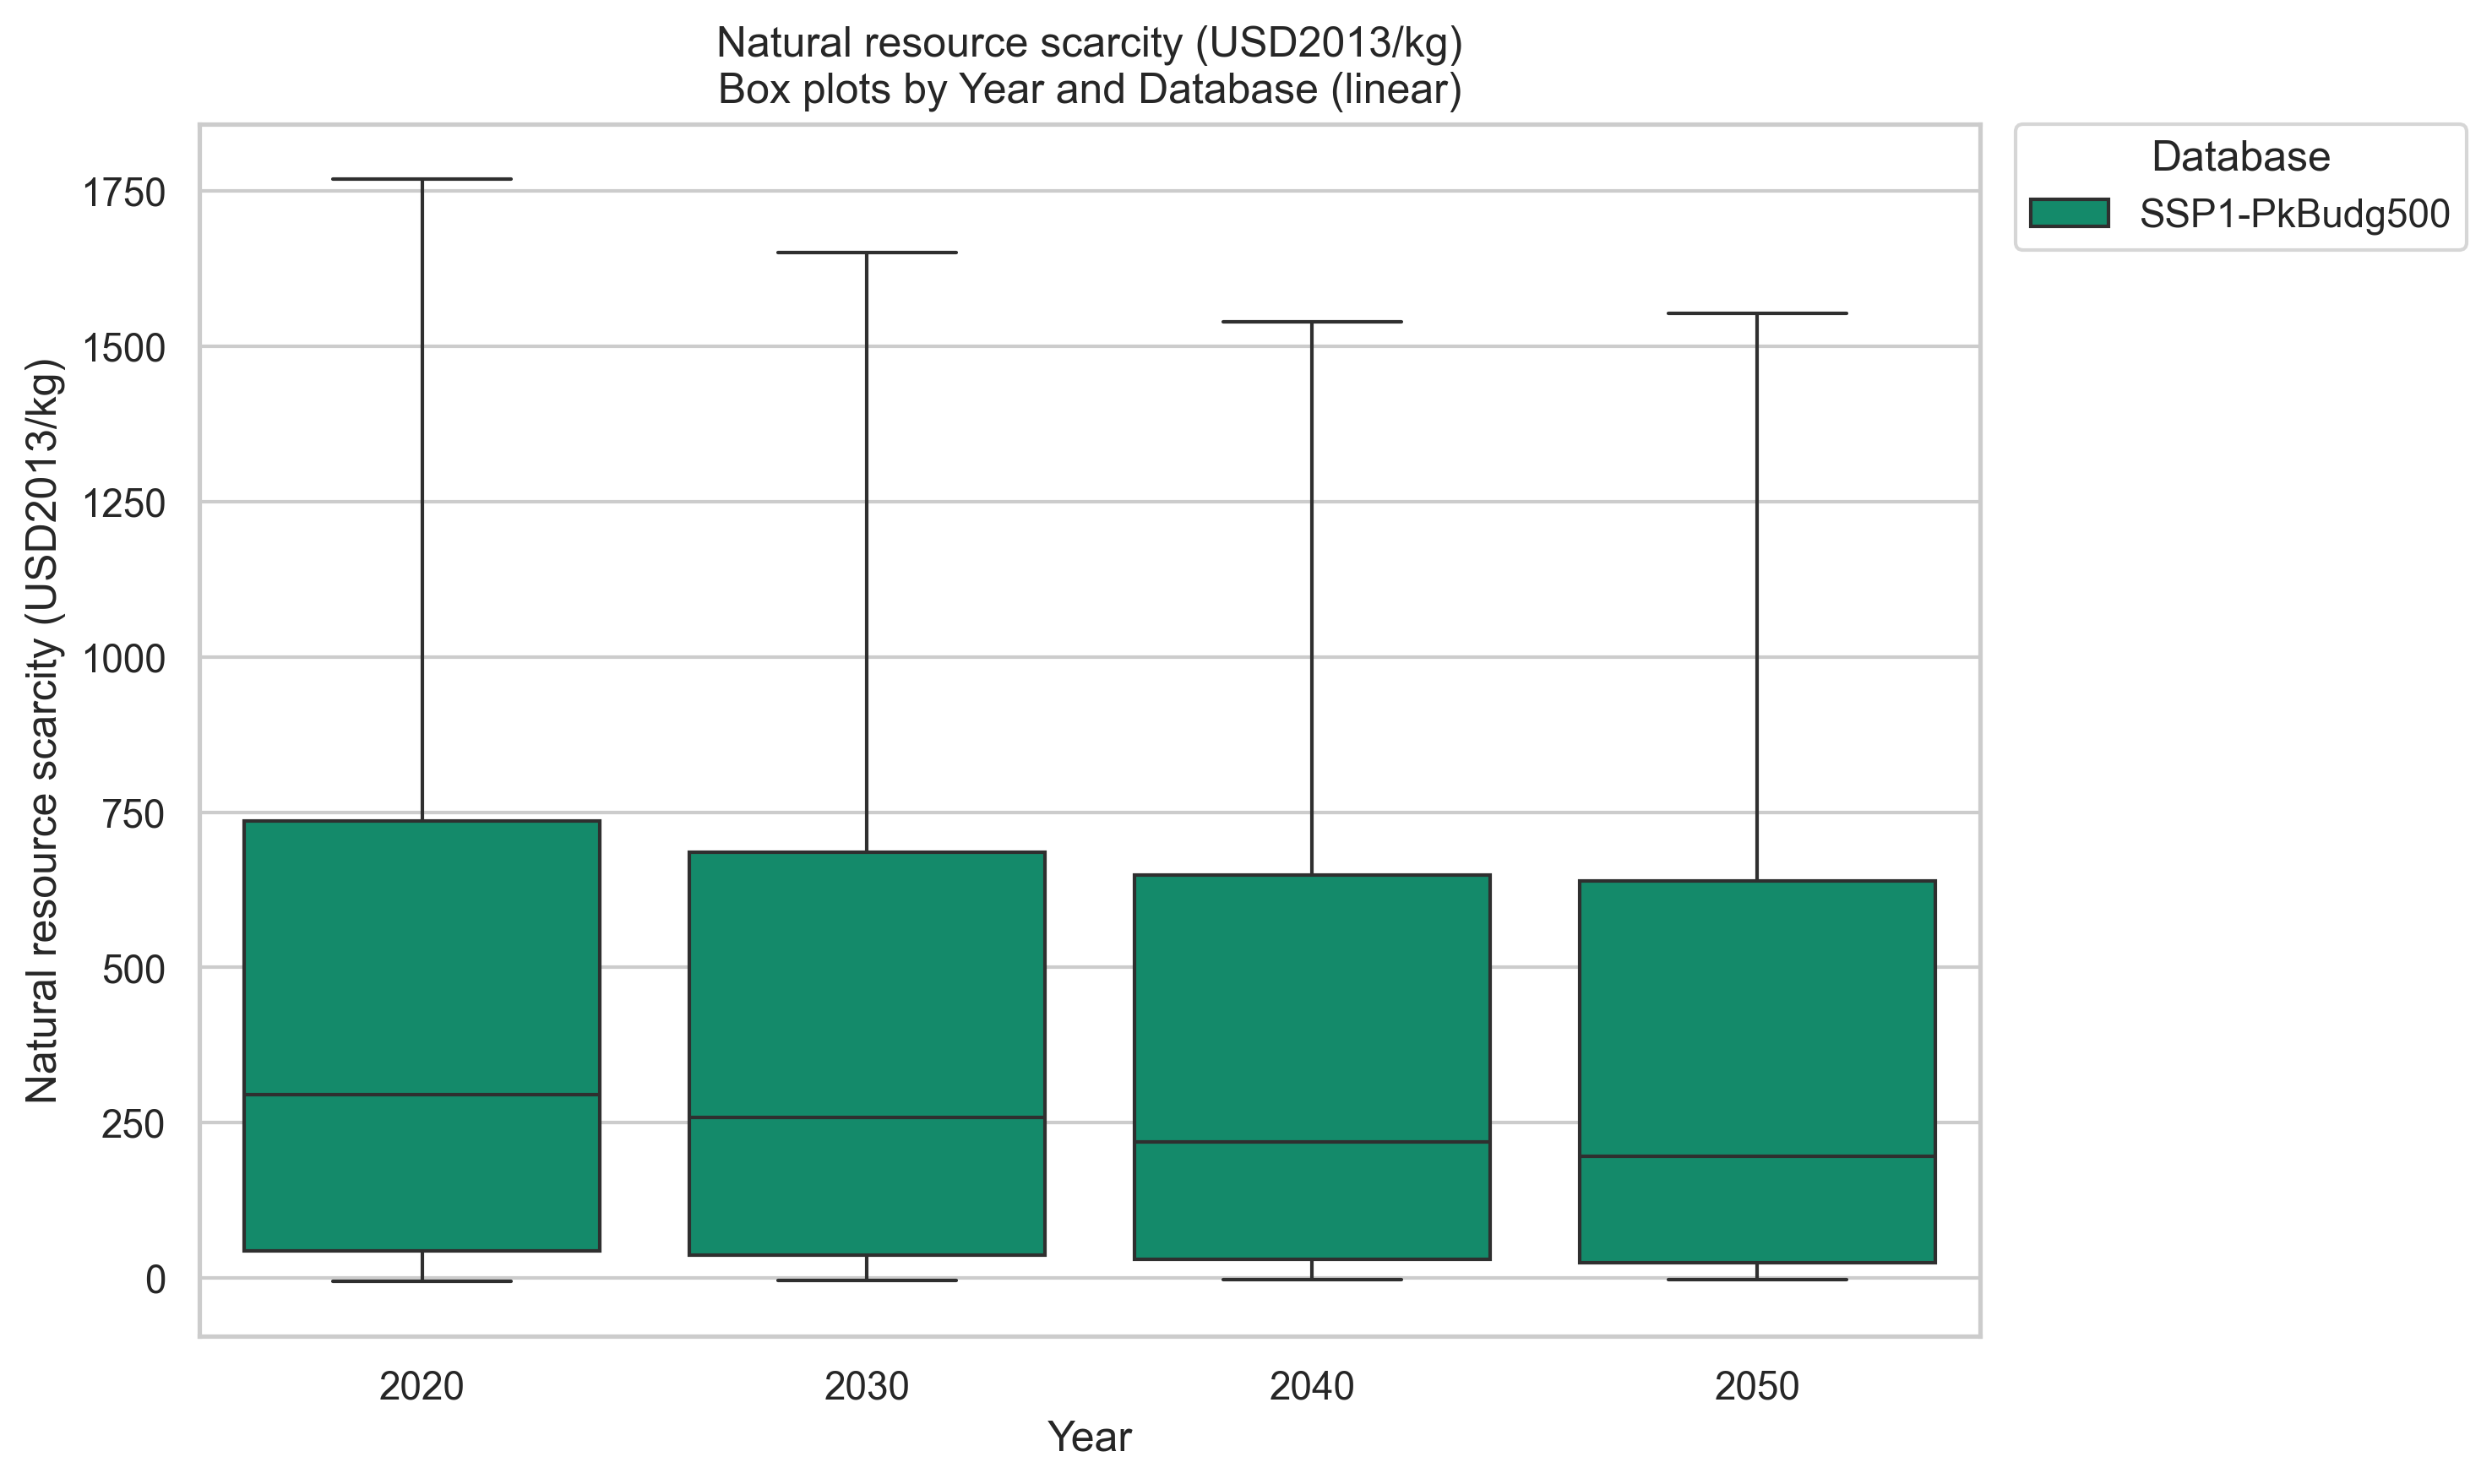 Natural resource scarcity (USD2013/kg)
Box plots by Year and Database (linear)
Database
SSP1-PkBudg500
Natural resource scarcity (USD2013/kg)
1750
1500
1250
1000
750
500
250
0
2020
2030
2040
2050
Year